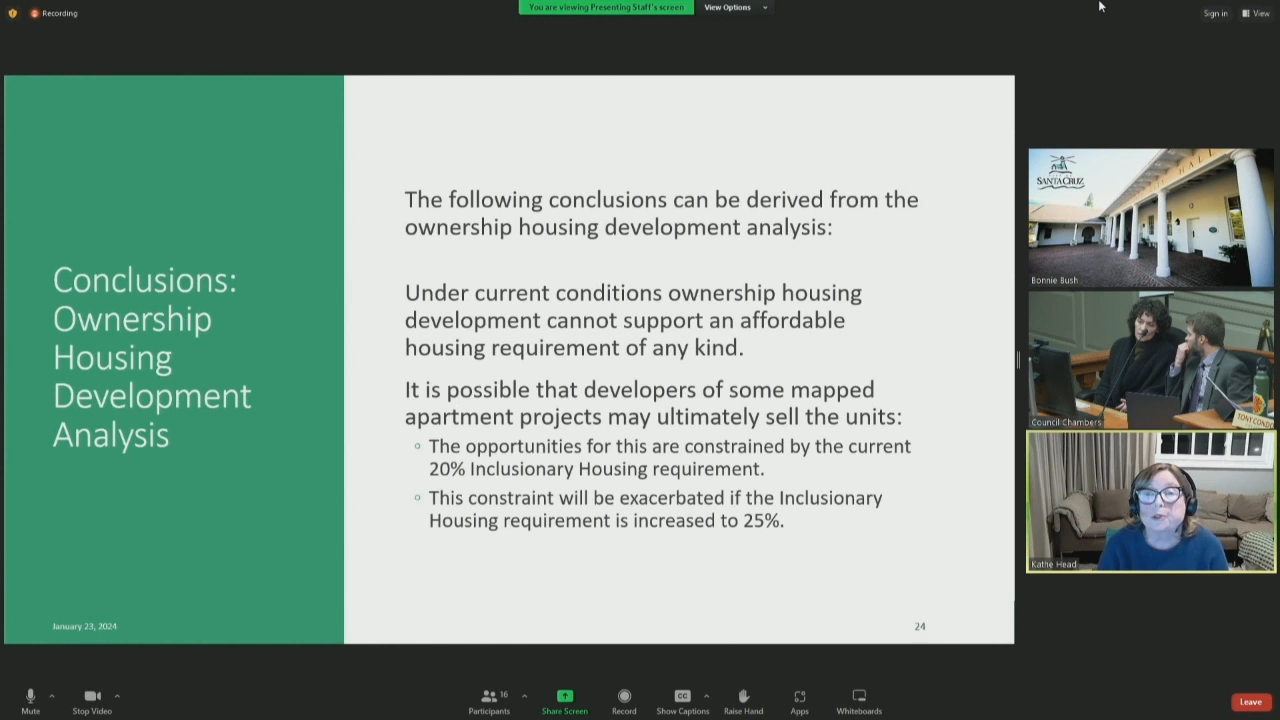 Recording
You are viewing Presenting Staff's screen
View Options
Sign in
View
Conclusions:
Ownership
Housing
Development
Analysis
January 23, 2024
The following conclusions can be derived from the
ownership housing development analysis:
Under current conditions ownership housing
development cannot support an affordable
housing requirement of any kind.
It is possible that developers of some mapped
apartment projects may ultimately sell the units:
The opportunities for this are constrained by the current
20% Inclusionary Housing requirement.
This constraint will be exacerbated if the Inclusionary
Housing requirement is increased to 25%.
24
SANTA CRUZ
HALL
Bonnie Bush
Council Chambers
Kathe Head
Mute
Stop Video
16
Participants
Share Screen
Record
CC
Show Captions
Raise Hand
Apps
Whiteboards
Leave